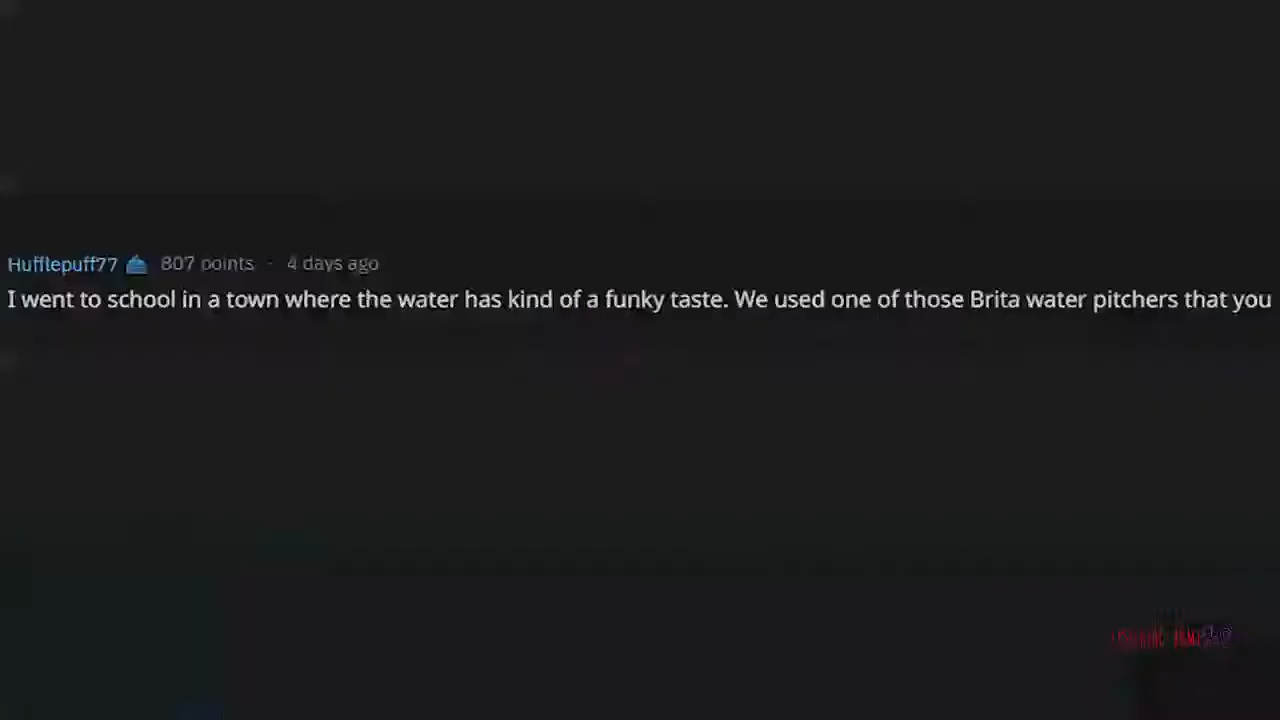 Hufflepuff77 807 points · 4 days ago
I went to school in a town where the water has kind of a funky taste. We used one of those Brita water pitchers that you